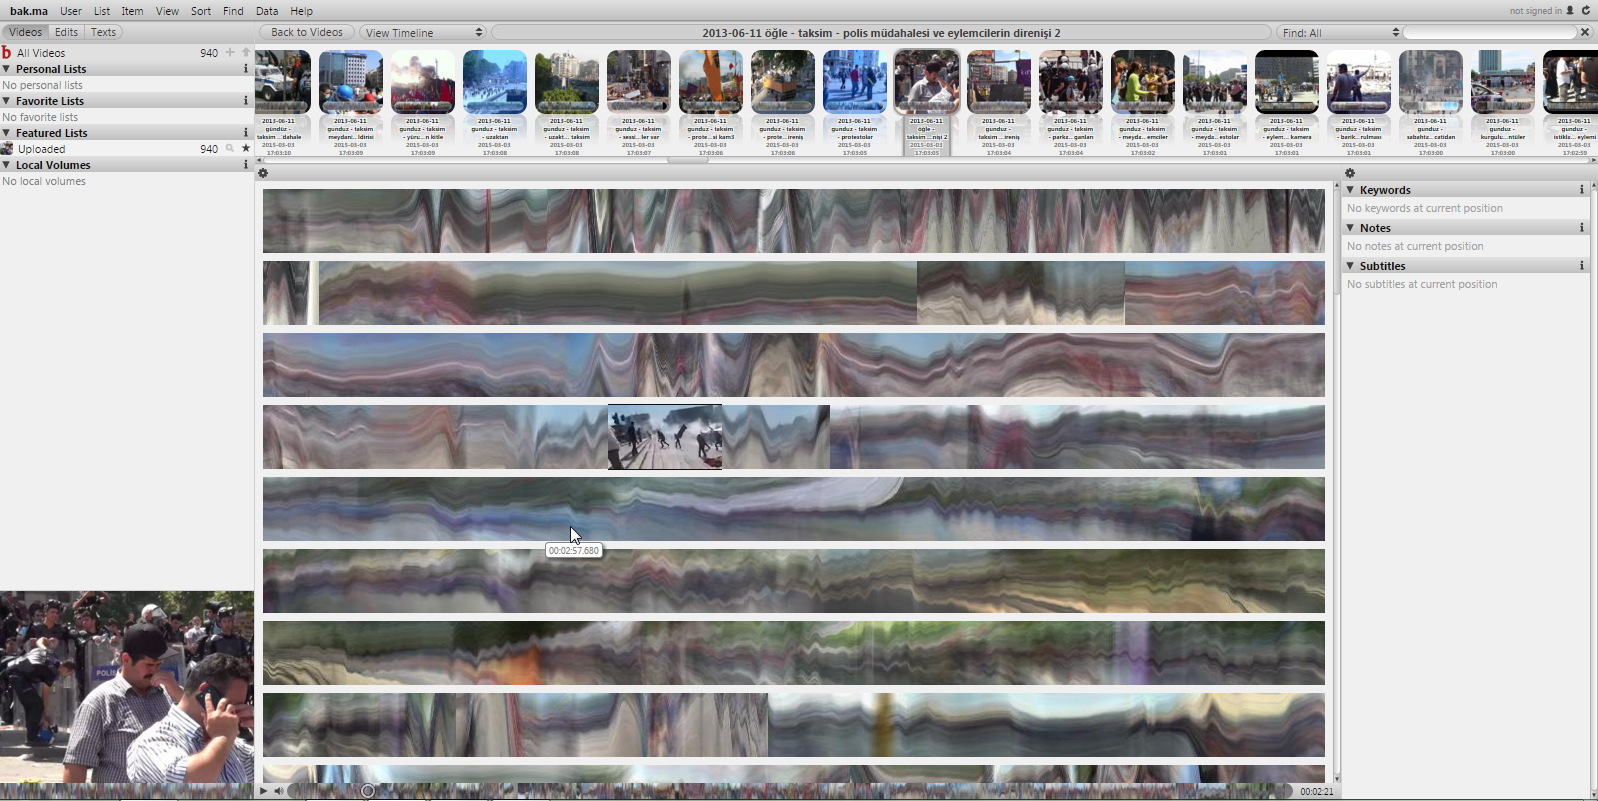 bak.ma User List Item View Sort Find Data Help not signed in
Videos Edits Texts Back to Videos View Timeline 2013-06-11 öğle - taksim - polis müdahalesi ve eylemcilerin direnişi 2 Find: All
All Videos 940
Personal Lists
No personal lists
Favorite Lists
No favorite lists
Featured Lists
Uploaded 940
Local Volumes
No local volumes
2013-06-11
gunduz -
taksim ... dahale
2015-03-03
17:03:10
2013-06-11
gunduz - taksim
meydani...ldirisi
2015-03-03
17:03:09
2013-06-11
gunduz - taksim
- yürü...n kitle
2015-03-03
17:03:09
2013-06-11
gunduz - taksim
- uzaktan
2015-03-03
17:03:08
2013-06-11
gunduz - taksim
- uzakt... taksim
2015-03-03
17:03:08
2013-06-11
gunduz - taksim
- sessi...ler var
2015-03-03
17:03:07
2013-06-11
gunduz - taksim
- prote...si kam3
2015-03-03
17:03:06
2013-06-11
gunduz - taksim
- prote...ireniş
2015-03-03
17:03:06
2013-06-11
gunduz - taksim
- protestolar
2015-03-03
17:03:05
2013-06-11
öğle -
taksim ...nişi 2
2015-03-03
17:03:05
2013-06-11
gunduz -
taksim ...ireniş
2015-03-03
17:03:04
2013-06-11
gunduz - taksim
- parka... ganlan
2015-03-03
17:03:04
2013-06-11
gunduz - taksim
- meyda...emciler
2015-03-03
17:03:02
2013-06-11
gunduz - taksim
- meyda...estolar
2015-03-03
17:03:01
2013-06-11
gunduz - taksim
- eylem... kamera
2015-03-03
17:03:01
2013-06-11
gunduz - taksim
- barik...rulması
2015-03-03
17:03:01
2013-06-11
gunduz -
sabahtz... catidan
2015-03-03
17:03:00
2013-06-11
gunduz -
kurgulu...ntüler
2015-03-03
17:03:00
2013-06-11
gunduz -
istikla... eylemi
2015-03-03
17:02:59
Keywords
No keywords at current position
Notes
No notes at current position
Subtitles
No subtitles at current position
00:02:57.680
POLİS
00:02:21